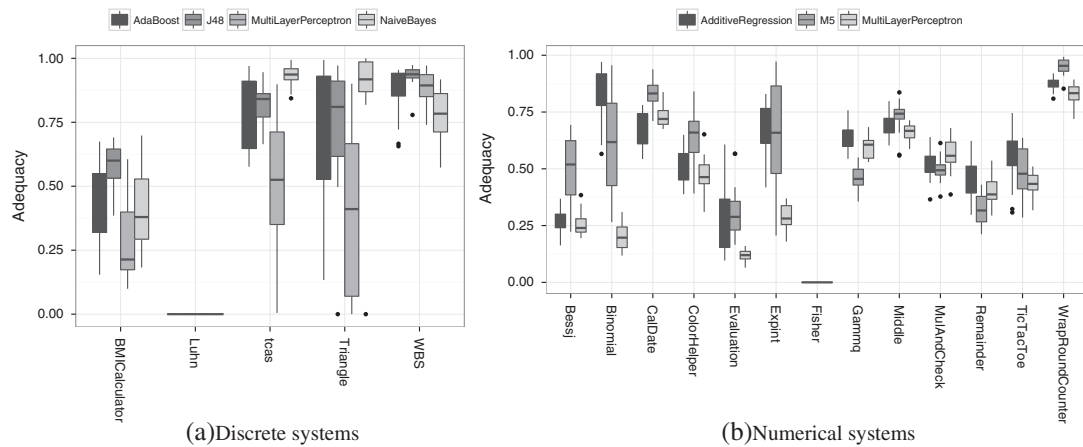 AdaBoost J48 MultiLayerPerceptron NaiveBayes
Adequacy
1.00
0.75
0.50
0.25
0.00
BMICalculator
Luhn
tcas
Triangle
WBS
(a)Discrete systems
AdditiveRegression M5 MultiLayerPerceptron
Adequacy
1.00
0.75
0.50
0.25
0.00
Bessj
Binomial
CalDate
ColorHelper
Evaluation
Expint
Fisher
Gammq
Middle
MulAndCheck
Remainder
TicTacToe
WrapRoundCounter
(b)Numerical systems